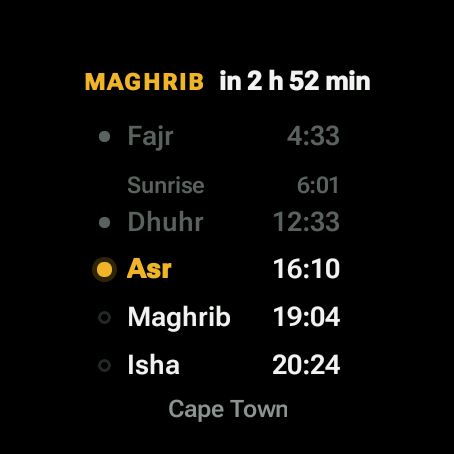 MAGHRIB in 2 h 52 min
Fajr 4:33
Sunrise 6:01
Dhuhr 12:33
Asr 16:10
Maghrib 19:04
Isha 20:24
Cape Town